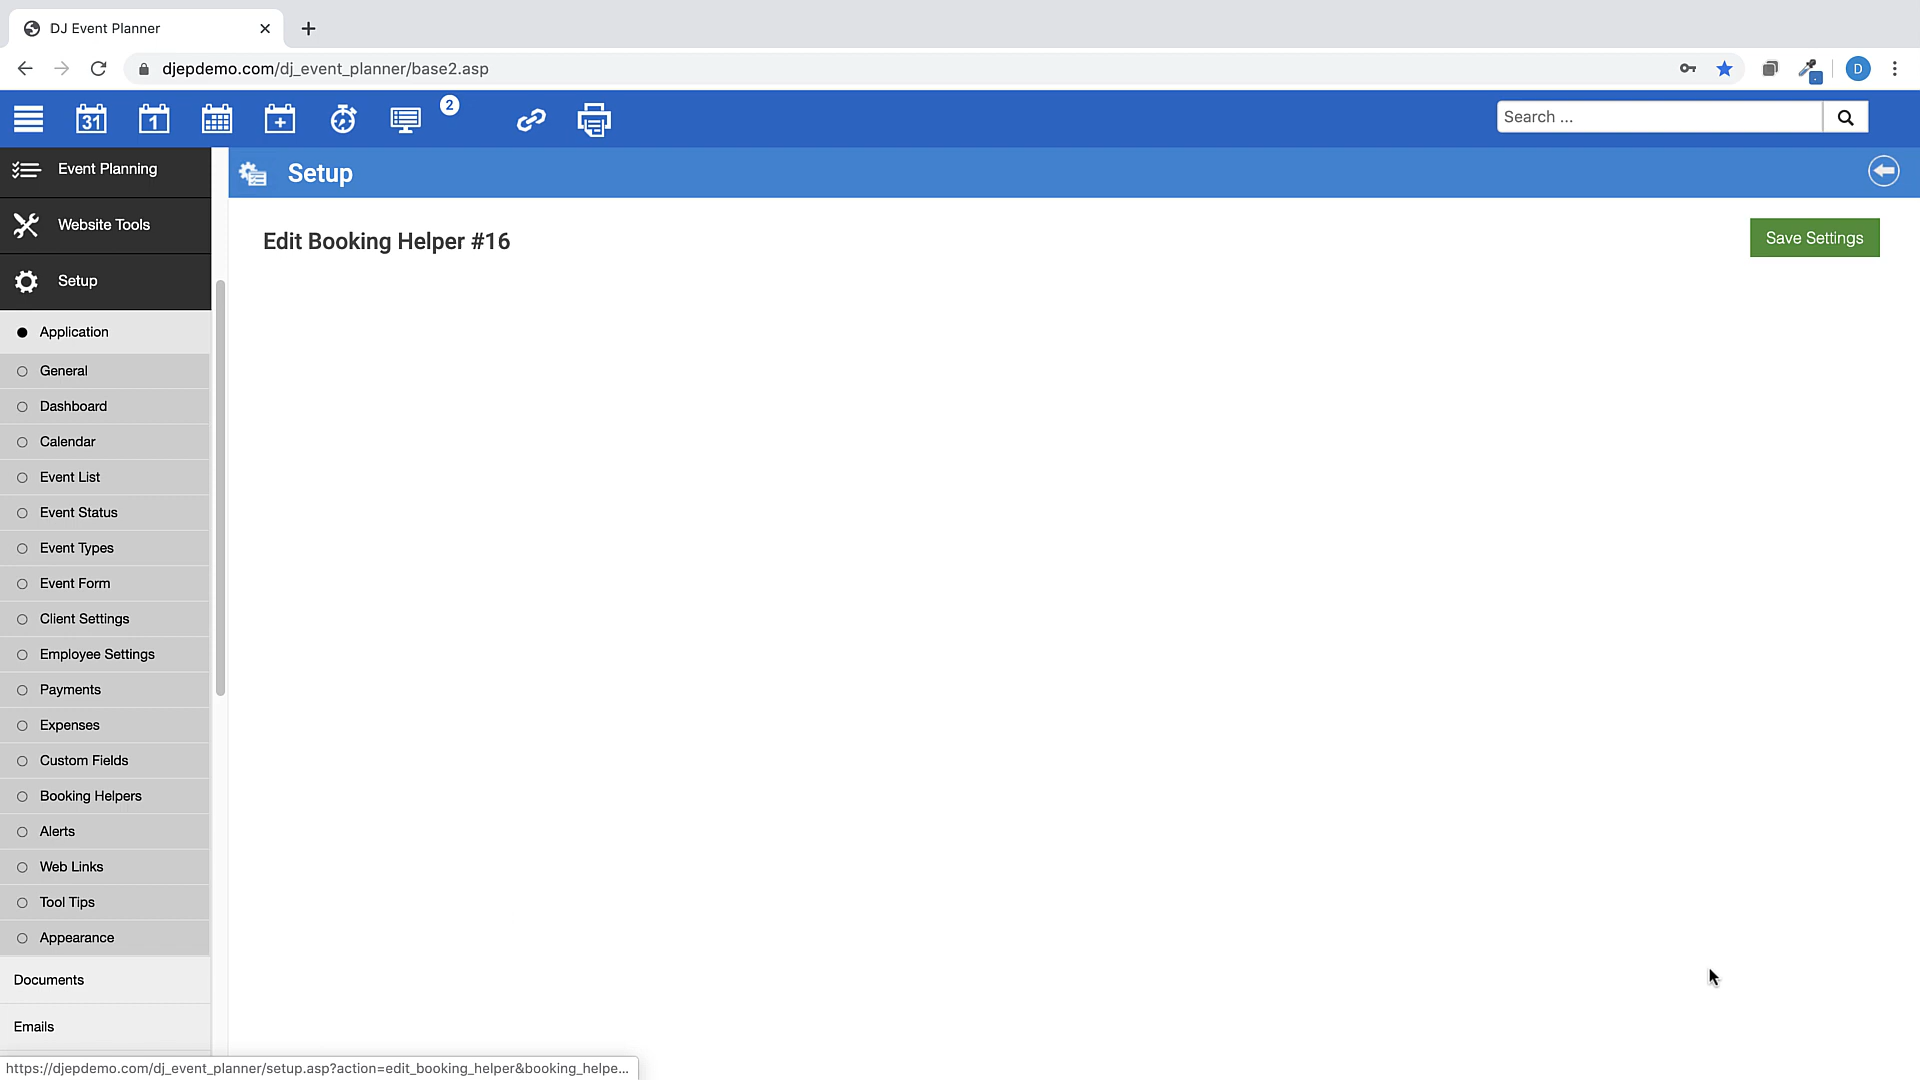 DJ Event Planner
djepdemo.com/dj_event_planner/base2.asp
D
31
1
2
Search ...
Event Planning
Setup
Website Tools
Edit Booking Helper #16
Save Settings
Setup
Application
General
Dashboard
Calendar
Event List
Event Status
Event Types
Event Form
Client Settings
Employee Settings
Payments
Expenses
Custom Fields
Booking Helpers
Alerts
Web Links
Tool Tips
Appearance
Documents
Emails
https://djepdemo.com/dj_event_planner/setup.asp?action=edit_booking_helper&booking_helpe...